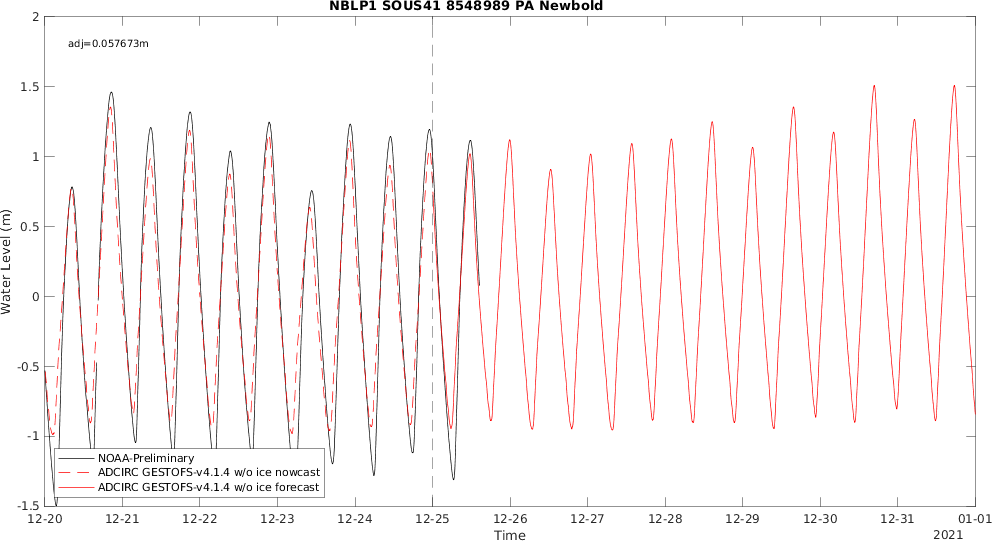 NBLP1 SOUS41 8548989 PA Newbold
adj=0.057673m
2
1.5
1
0.5
0
-0.5
-1
-1.5
Water Level (m)
NOAA-Preliminary
ADCIRC GESTOFS-v4.1.4 w/o ice nowcast
ADCIRC GESTOFS-v4.1.4 w/o ice forecast
12-20 12-21 12-22 12-23 12-24 12-25 12-26 12-27 12-28 12-29 12-30 12-31 01-01
Time
2021